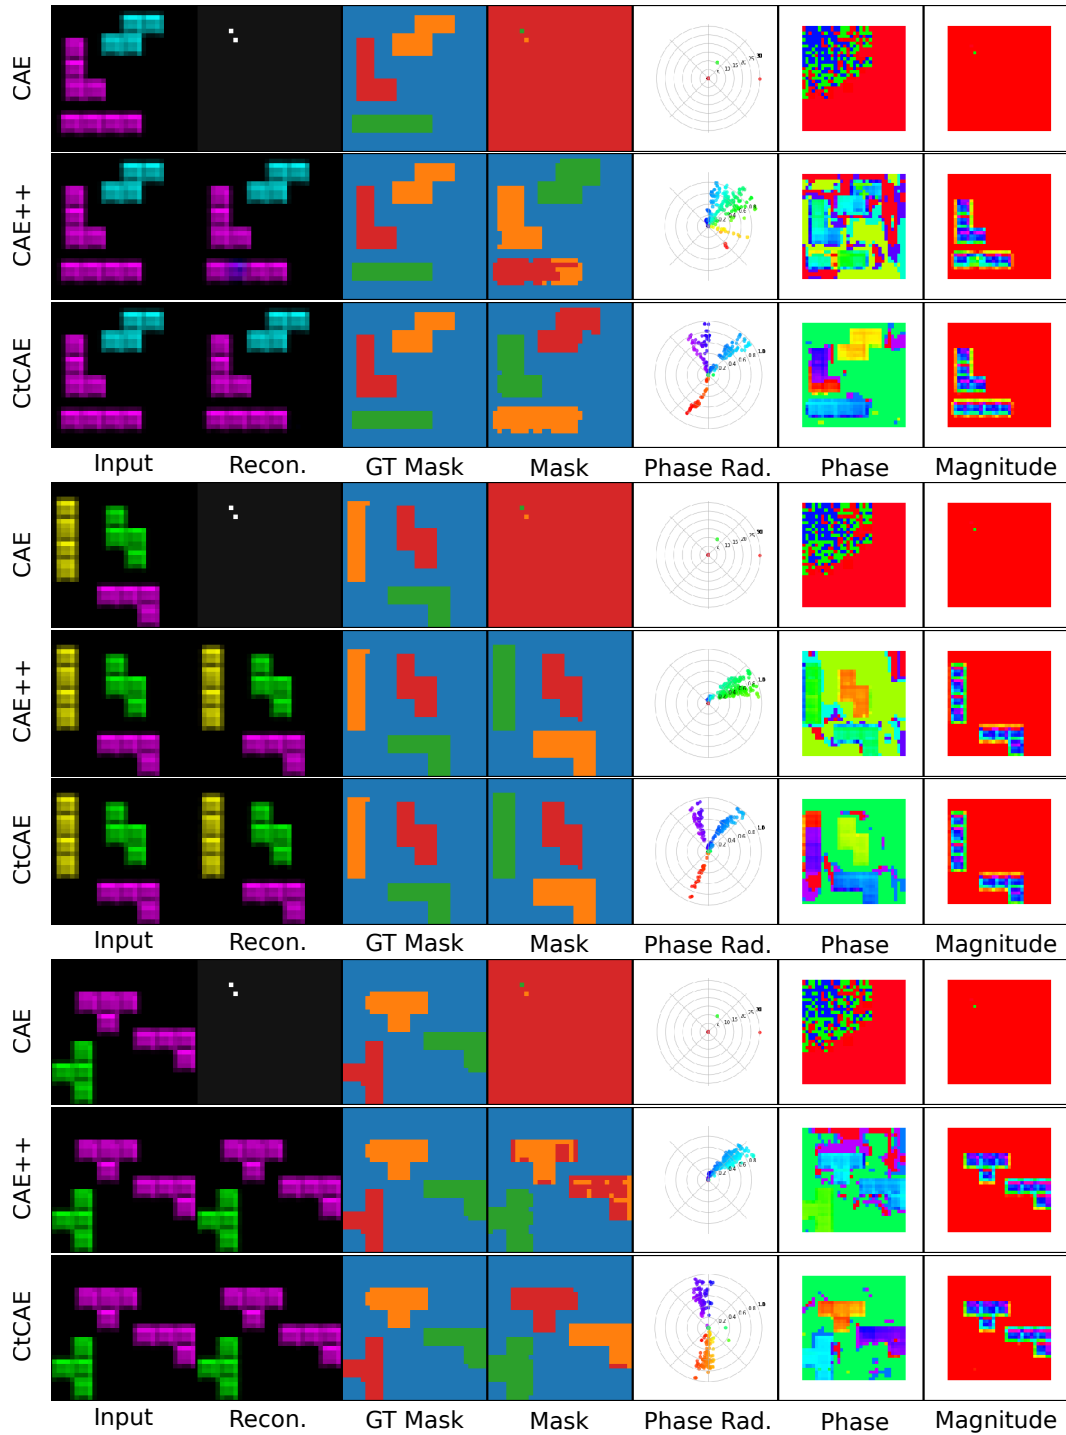 CAE
CAE++
CtCAE
Input Recon. GT Mask Mask Phase Rad. Phase Magnitude
CAE
CAE++
CtCAE
Input Recon. GT Mask Mask Phase Rad. Phase Magnitude
CAE
CAE++
CtCAE
Input Recon. GT Mask Mask Phase Rad. Phase Magnitude